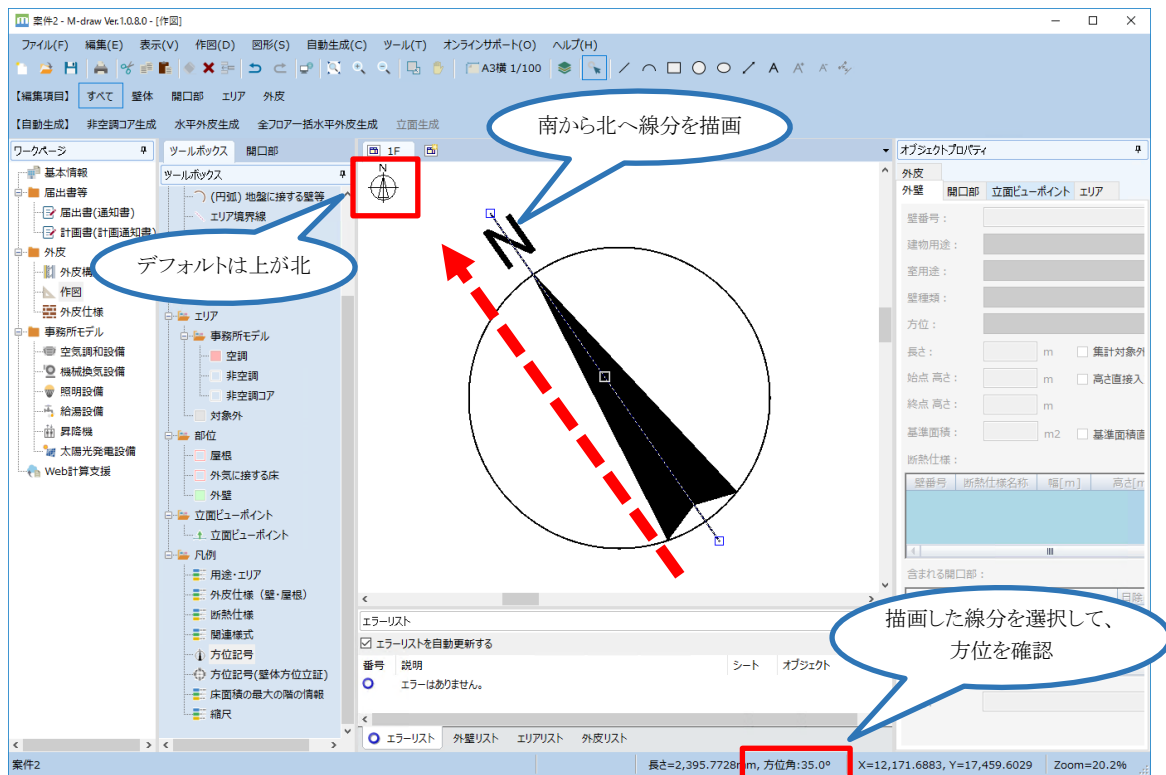 案件2 - M-draw Ver.1.0.8.0 - [作図]
ファイル(F) 編集(E) 表示(V) 作図(D) 図形(S) 自動生成(C) ツール(T) オンラインサポート(O) ヘルプ(H)
A3横 1/100
【編集項目】 すべて 壁体 開口部 エリア 外皮
【自動生成】 非空調コア生成 水平外皮生成 全フロアー括水平外皮生成 立面生成
南から北へ線分を描画
ワークページ
基本情報
届出書等
届出書(通知書)
計画書(計画通知書)
外皮
外皮構
作図
外皮仕様
事務所モデル
空気調和設備
機械換気設備
照明設備
給湯設備
昇降機
太陽光発電設備
Web計算支援
デフォルトは上が北
ツールボックス 開口部
ツールボックス
(円弧) 地盤に接する壁等
エリア境界線
エリア
事務所モデル
空調
非空調
非空調コア
対象外
部位
屋根
外気に接する床
外壁
立面ビューポイント
立面ビューポイント
凡例
用途・エリア
外皮仕様（壁・屋根）
断熱仕様
関連様式
方位記号
方位記号(壁体方位立証)
床面積の最大の階の情報
縮尺
1F
N
N
エラーリスト
エラーリストを自動更新する
番号 説明 シート オブジェクト
エラーはありません。
エラーリスト 外壁リスト エリアリスト 外皮リスト
オブジェクトプロパティ
外皮
外壁 開口部 立面ビューポイント エリア
壁番号：
建物用途：
室用途：
壁種類：
方位：
長さ： m 集計対象外
始点 高さ： m 高さ直接入
終点 高さ： m
基準面積： m2 基準面積直
断熱仕様：
壁番号 断熱仕様名称 幅[m] 高さ[m
含まれる開口部：
日除
描画した線分を選択して、
方位を確認
案件2 長さ=2,395.7728mm, 方位角:35.0° X=12,171.6883, Y=17,459.6029 Zoom=20.2%